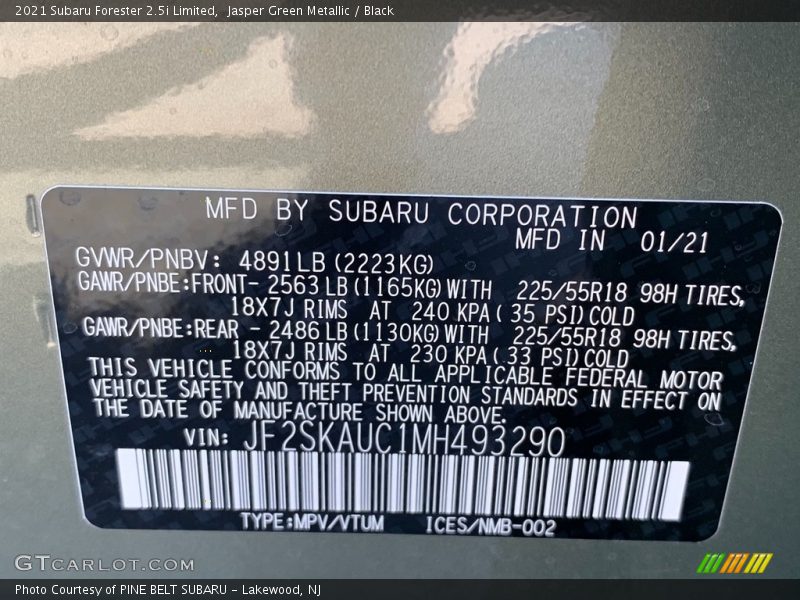 2021 Subaru Forester 2.5i Limited,   Jasper Green Metallic / Black
MFD BY SUBARU CORPORATION
MFD IN 01/21
GVWR/PNBV: 4891LB(2223KG)
GAWR/PNBE:FRONT- 2563 LB(1165KG)WITH 225/55R18 98H TIRES,
18X7J RIMS AT 240 KPA( 35 PSI)COLD
GAWR/PNBE:REAR - 2486 LB(1130KG)WITH 225/55R18 98H TIRES,
18X7J RIMS AT 230 KPA( 33 PSI)COLD
THIS VEHICLE CONFORMS TO ALL APPLICABLE FEDERAL MOTOR
VEHICLE SAFETY AND THEFT PREVENTION STANDARDS IN EFFECT ON
THE DATE OF MANUFACTURE SHOWN ABOVE.
VIN: JF2SKAUC1MH493290
TYPE:MPV/VTUM ICES/NMB-002
GTCARLOT.COM
Photo Courtesy of PINE BELT SUBARU - Lakewood, NJ